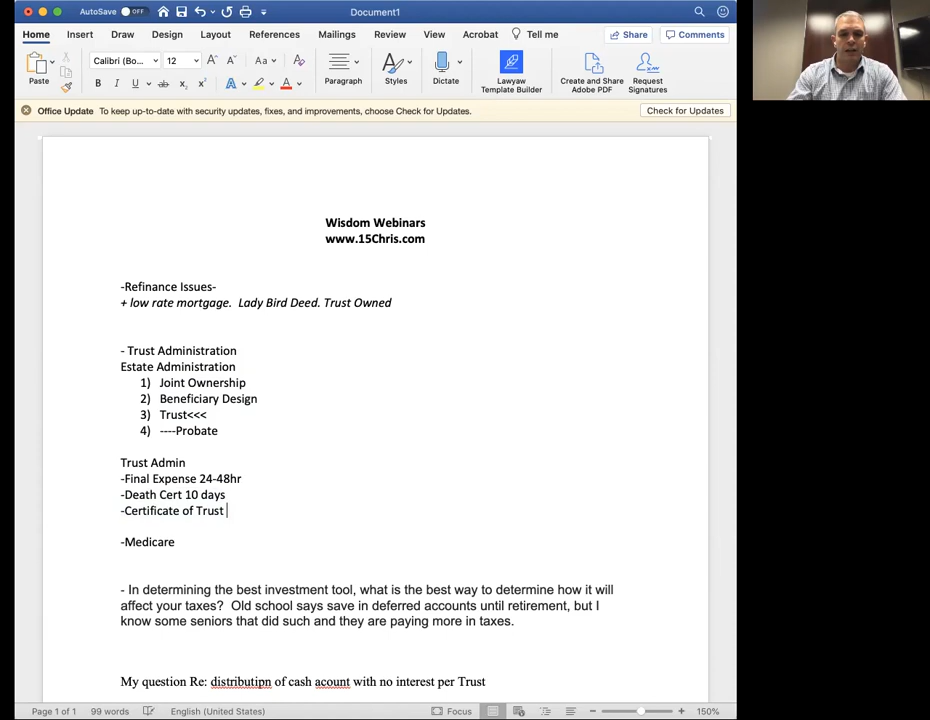 AutoSave OFF
Document1
Home Insert Draw Design Layout References Mailings Review View Acrobat Tell me Share Comments
Paste Calibri (Bo... 12 A A Aa A Paragraph Styles Dictate Lawyaw Template Builder Create and Share Adobe PDF Request Signatures
B I U ab x₂ x² A A
Office Update To keep up-to-date with security updates, fixes, and improvements, choose Check for Updates. Check for Updates
Wisdom Webinars
www.15Chris.com
-Refinance Issues-
+ low rate mortgage. Lady Bird Deed. Trust Owned
- Trust Administration
Estate Administration
1) Joint Ownership
2) Beneficiary Design
3) Trust<<<
4) ----Probate
Trust Admin
-Final Expense 24-48hr
-Death Cert 10 days
-Certificate of Trust
-Medicare
- In determining the best investment tool, what is the best way to determine how it will
affect your taxes? Old school says save in deferred accounts until retirement, but I
know some seniors that did such and they are paying more in taxes.
My question Re: distributipn of cash acount with no interest per Trust
Page 1 of 1 99 words English (United States) Focus 150%